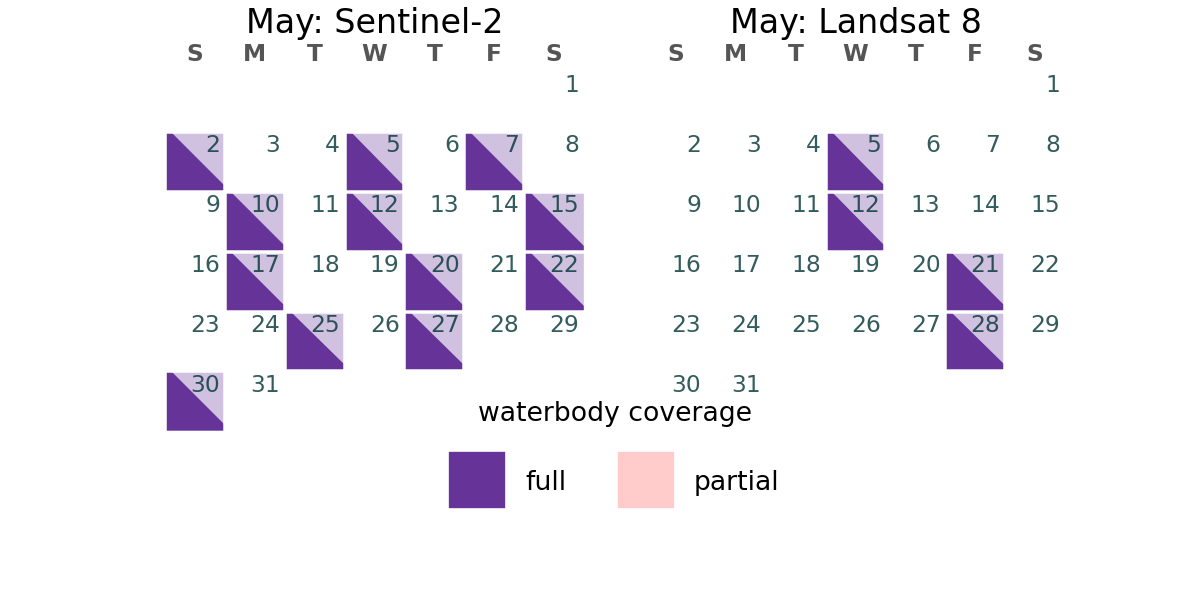 May: Sentinel-2
S M T W T F S
1
2 3 4 5 6 7 8
9 10 11 12 13 14 15
16 17 18 19 20 21 22
23 24 25 26 27 28 29
30 31
May: Landsat 8
S M T W T F S
1
2 3 4 5 6 7 8
9 10 11 12 13 14 15
16 17 18 19 20 21 22
23 24 25 26 27 28 29
30 31
waterbody coverage
full partial